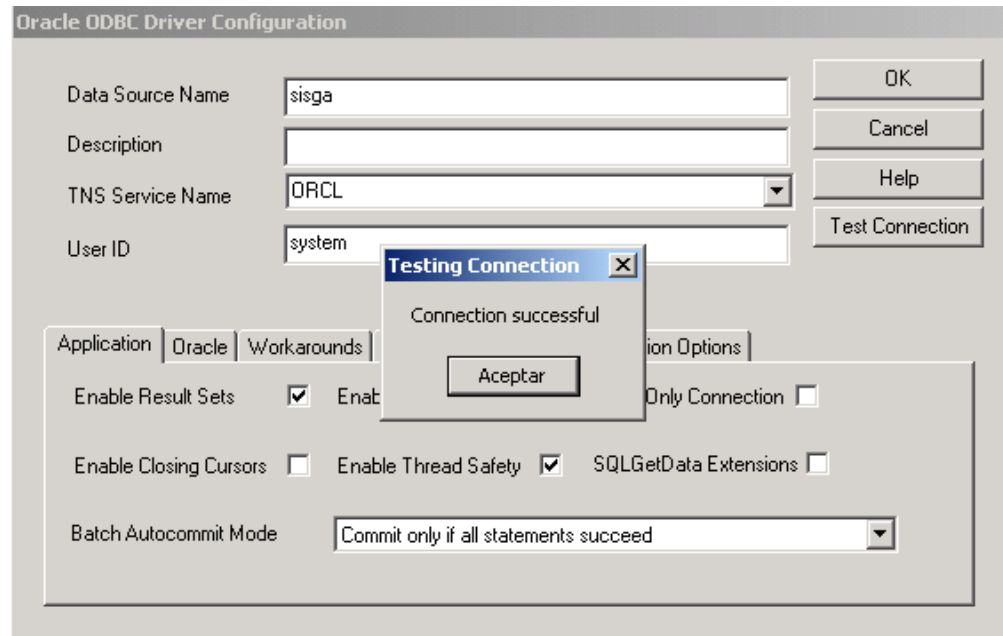 Oracle ODBC Driver Configuration
Data Source Name sisga OK
Description Cancel
TNS Service Name ORCL Help
User ID system Test Connection
Testing Connection
Connection successful
Aceptar
Application Oracle Workarounds Options
Enable Result Sets Only Connection
Enable Closing Cursors Enable Thread Safety SQLGetData Extensions
Batch Autocommit Mode Commit only if all statements succeed